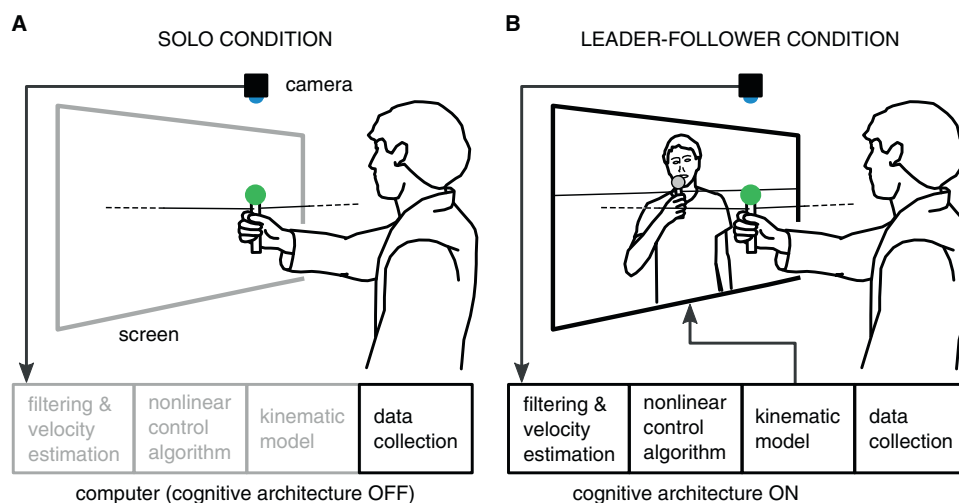 A
SOLO CONDITION
camera
screen
filtering &
velocity
estimation
nonlinear
control
algorithm
kinematic
model
data
collection
computer (cognitive architecture OFF)
B
LEADER-FOLLOWER CONDITION
filtering &
velocity
estimation
nonlinear
control
algorithm
kinematic
model
data
collection
cognitive architecture ON